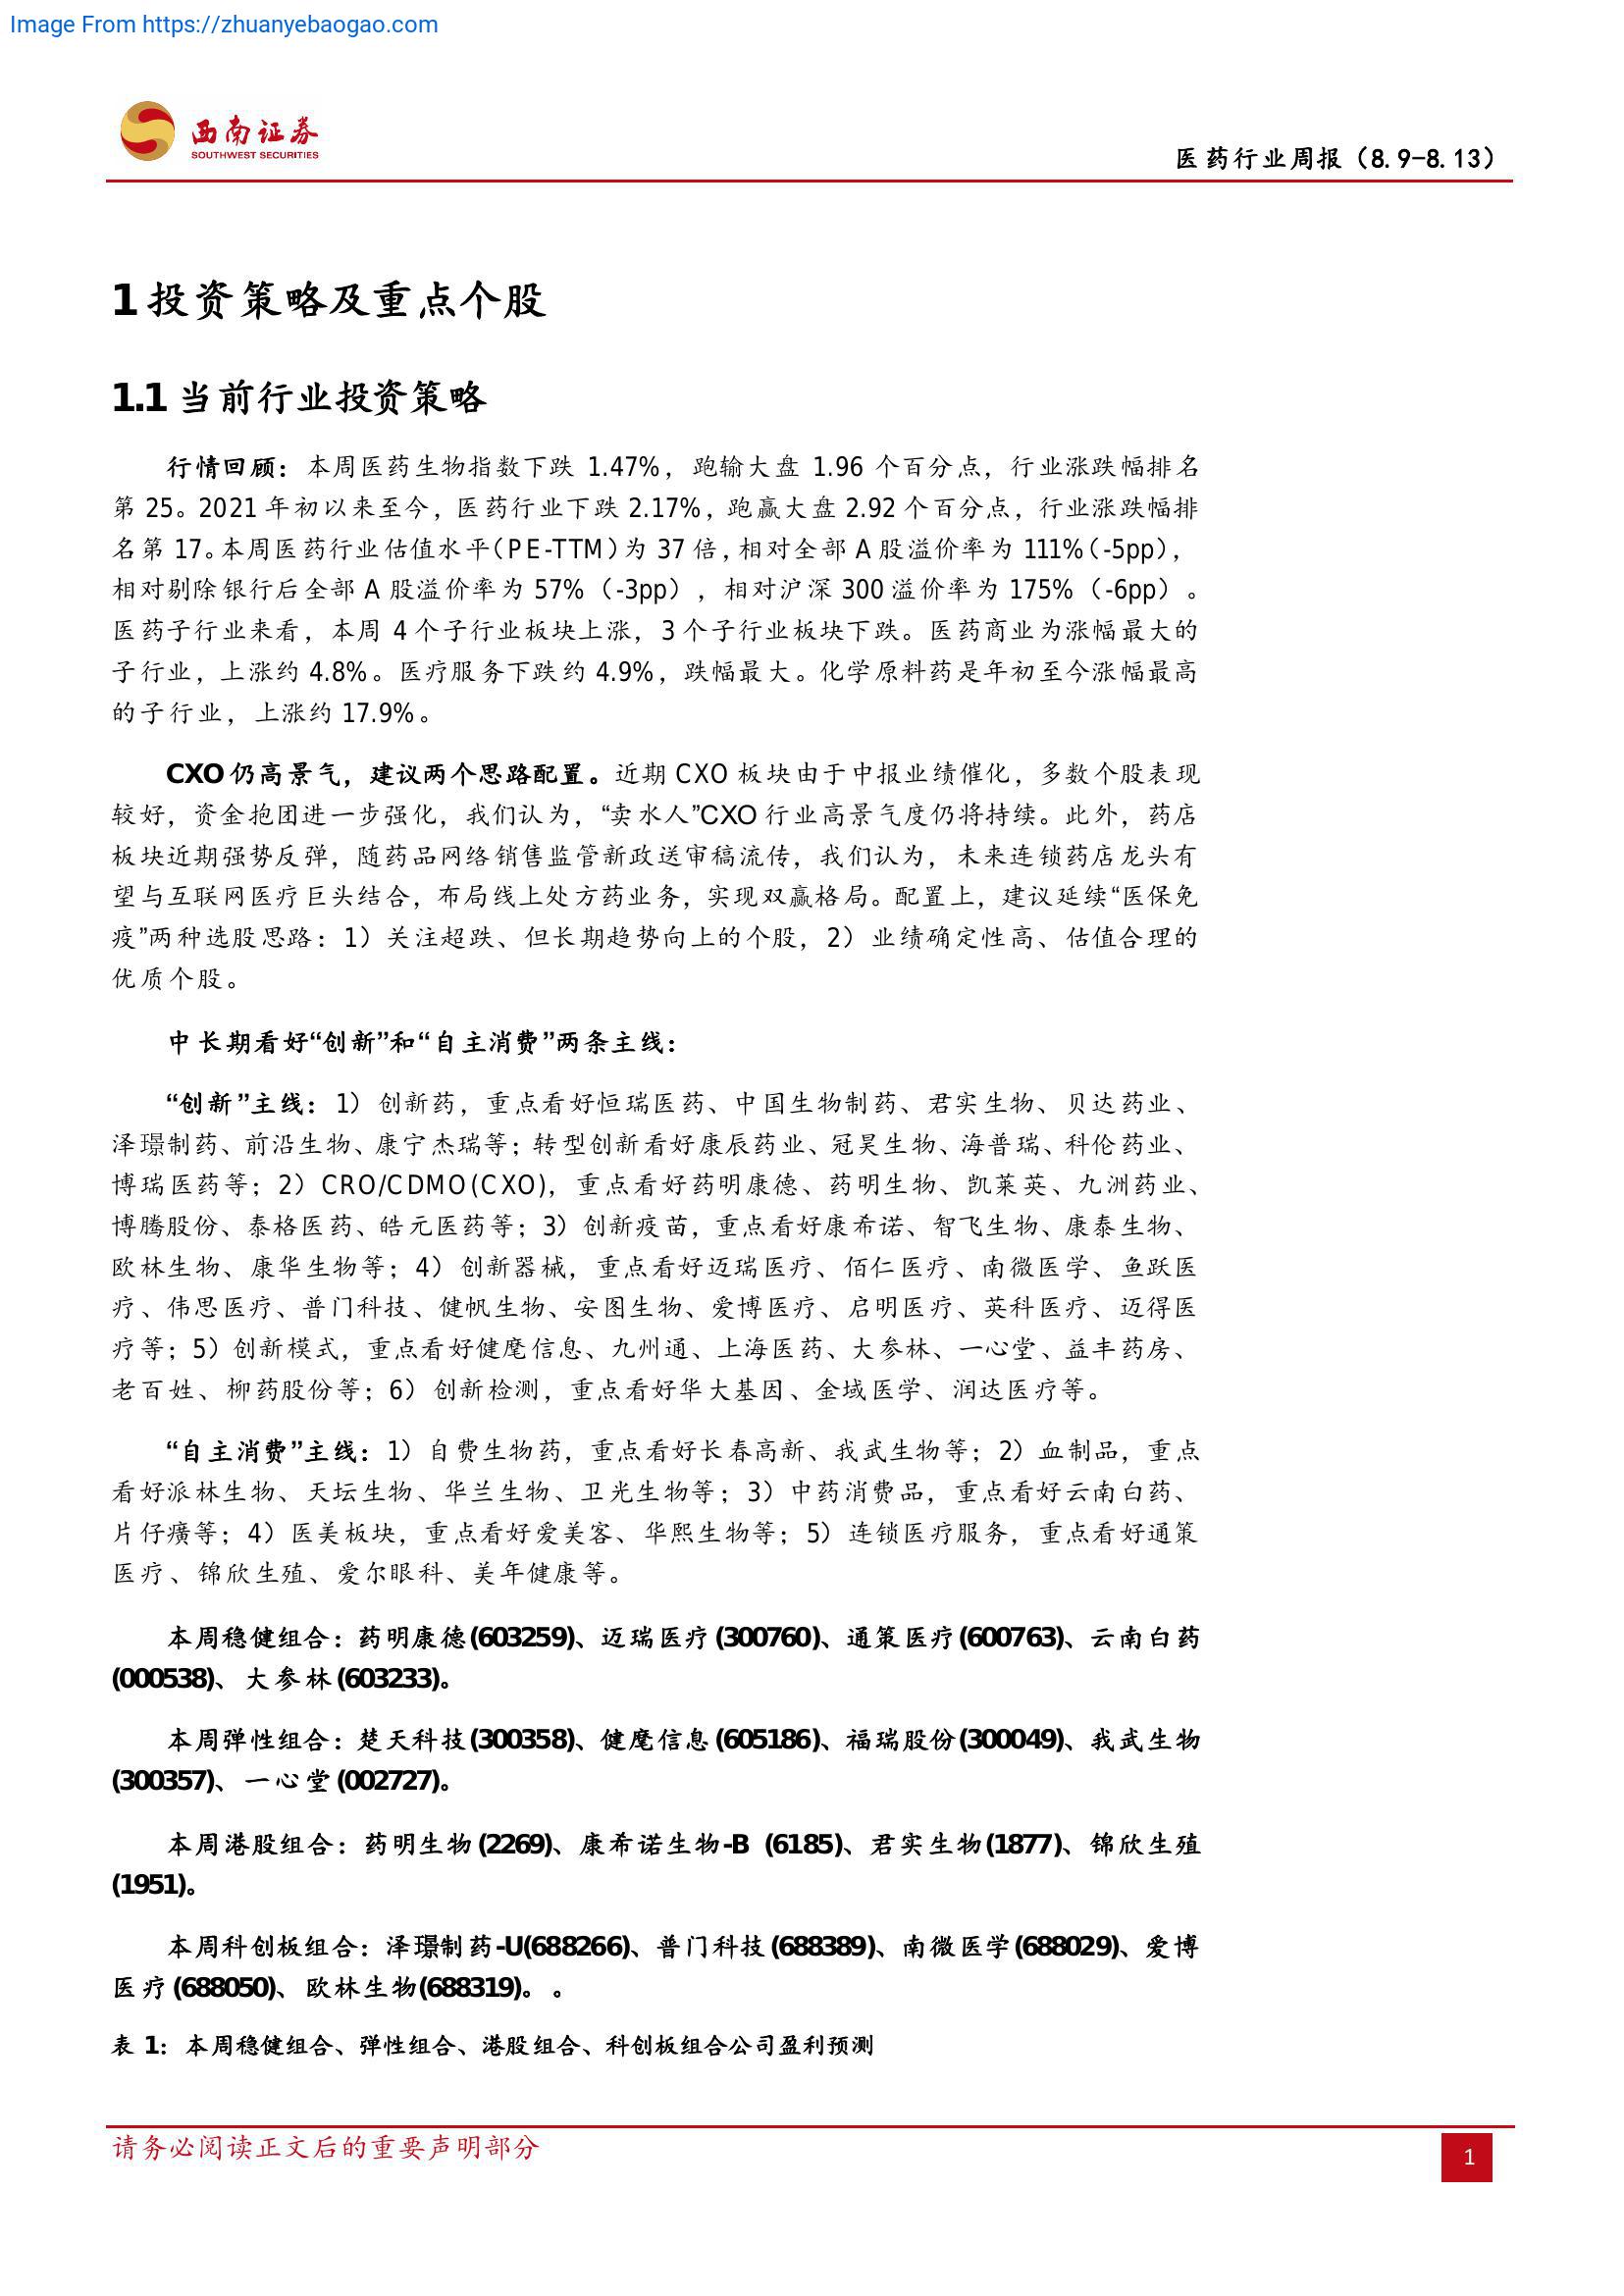 Image From https://zhuanyebaogao.com
西南证券
SOUTHWEST SECURITIES
医药行业周报（8.9-8.13）
1 投资策略及重点个股
1.1 当前行业投资策略
行情回顾：本周医药生物指数下跌 1.47%，跑输大盘 1.96 个百分点，行业涨跌幅排名
第 25。2021 年初以来至今，医药行业下跌 2.17%，跑赢大盘 2.92 个百分点，行业涨跌幅排
名第 17。本周医药行业估值水平（PE-TTM）为 37 倍，相对全部 A 股溢价率为 111%（-5pp），
相对剔除银行后全部 A 股溢价率为 57%（-3pp），相对沪深 300 溢价率为 175%（-6pp）。
医药子行业来看，本周 4 个子行业板块上涨，3 个子行业板块下跌。医药商业为涨幅最大的
子行业，上涨约 4.8%。医疗服务下跌约 4.9%，跌幅最大。化学原料药是年初至今涨幅最高
的子行业，上涨约 17.9%。
CXO 仍高景气，建议两个思路配置。近期 CXO 板块由于中报业绩催化，多数个股表现
较好，资金抱团进一步强化，我们认为，“卖水人”CXO 行业高景气度仍将持续。此外，药店
板块近期强势反弹，随药品网络销售监管新政送审稿流传，我们认为，未来连锁药店龙头有
望与互联网医疗巨头结合，布局线上处方药业务，实现双赢格局。配置上，建议延续“医保免
疫”两种选股思路：1）关注超跌、但长期趋势向上的个股，2）业绩确定性高、估值合理的
优质个股。
中长期看好“创新”和“自主消费”两条主线：
“创新”主线：1）创新药，重点看好恒瑞医药、中国生物制药、君实生物、贝达药业、
泽璟制药、前沿生物、康宁杰瑞等；转型创新看好康辰药业、冠昊生物、海普瑞、科伦药业、
博瑞医药等；2）CRO/CDMO(CXO)，重点看好药明康德、药明生物、凯莱英、九洲药业、
博腾股份、泰格医药、皓元医药等；3）创新疫苗，重点看好康希诺、智飞生物、康泰生物、
欧林生物、康华生物等；4）创新器械，重点看好迈瑞医疗、佰仁医疗、南微医学、鱼跃医
疗、伟思医疗、普门科技、健帆生物、安图生物、爱博医疗、启明医疗、英科医疗、迈得医
疗等；5）创新模式，重点看好健麾信息、九州通、上海医药、大参林、一心堂、益丰药房、
老百姓、柳药股份等；6）创新检测，重点看好华大基因、金域医学、润达医疗等。
“自主消费”主线：1）自费生物药，重点看好长春高新、我武生物等；2）血制品，重点
看好派林生物、天坛生物、华兰生物、卫光生物等；3）中药消费品，重点看好云南白药、
片仔癀等；4）医美板块，重点看好爱美客、华熙生物等；5）连锁医疗服务，重点看好通策
医疗、锦欣生殖、爱尔眼科、美年健康等。
本周稳健组合：药明康德(603259)、迈瑞医疗(300760)、通策医疗(600763)、云南白药
(000538)、大参林(603233)。
本周弹性组合：楚天科技(300358)、健麾信息(605186)、福瑞股份(300049)、我武生物
(300357)、一心堂(002727)。
本周港股组合：药明生物(2269)、康希诺生物-B (6185)、君实生物(1877)、锦欣生殖
(1951)。
本周科创板组合：泽璟制药-U(688266)、普门科技(688389)、南微医学(688029)、爱博
医疗(688050)、欧林生物(688319)。。
表 1：本周稳健组合、弹性组合、港股组合、科创板组合公司盈利预测
请务必阅读正文后的重要声明部分
1